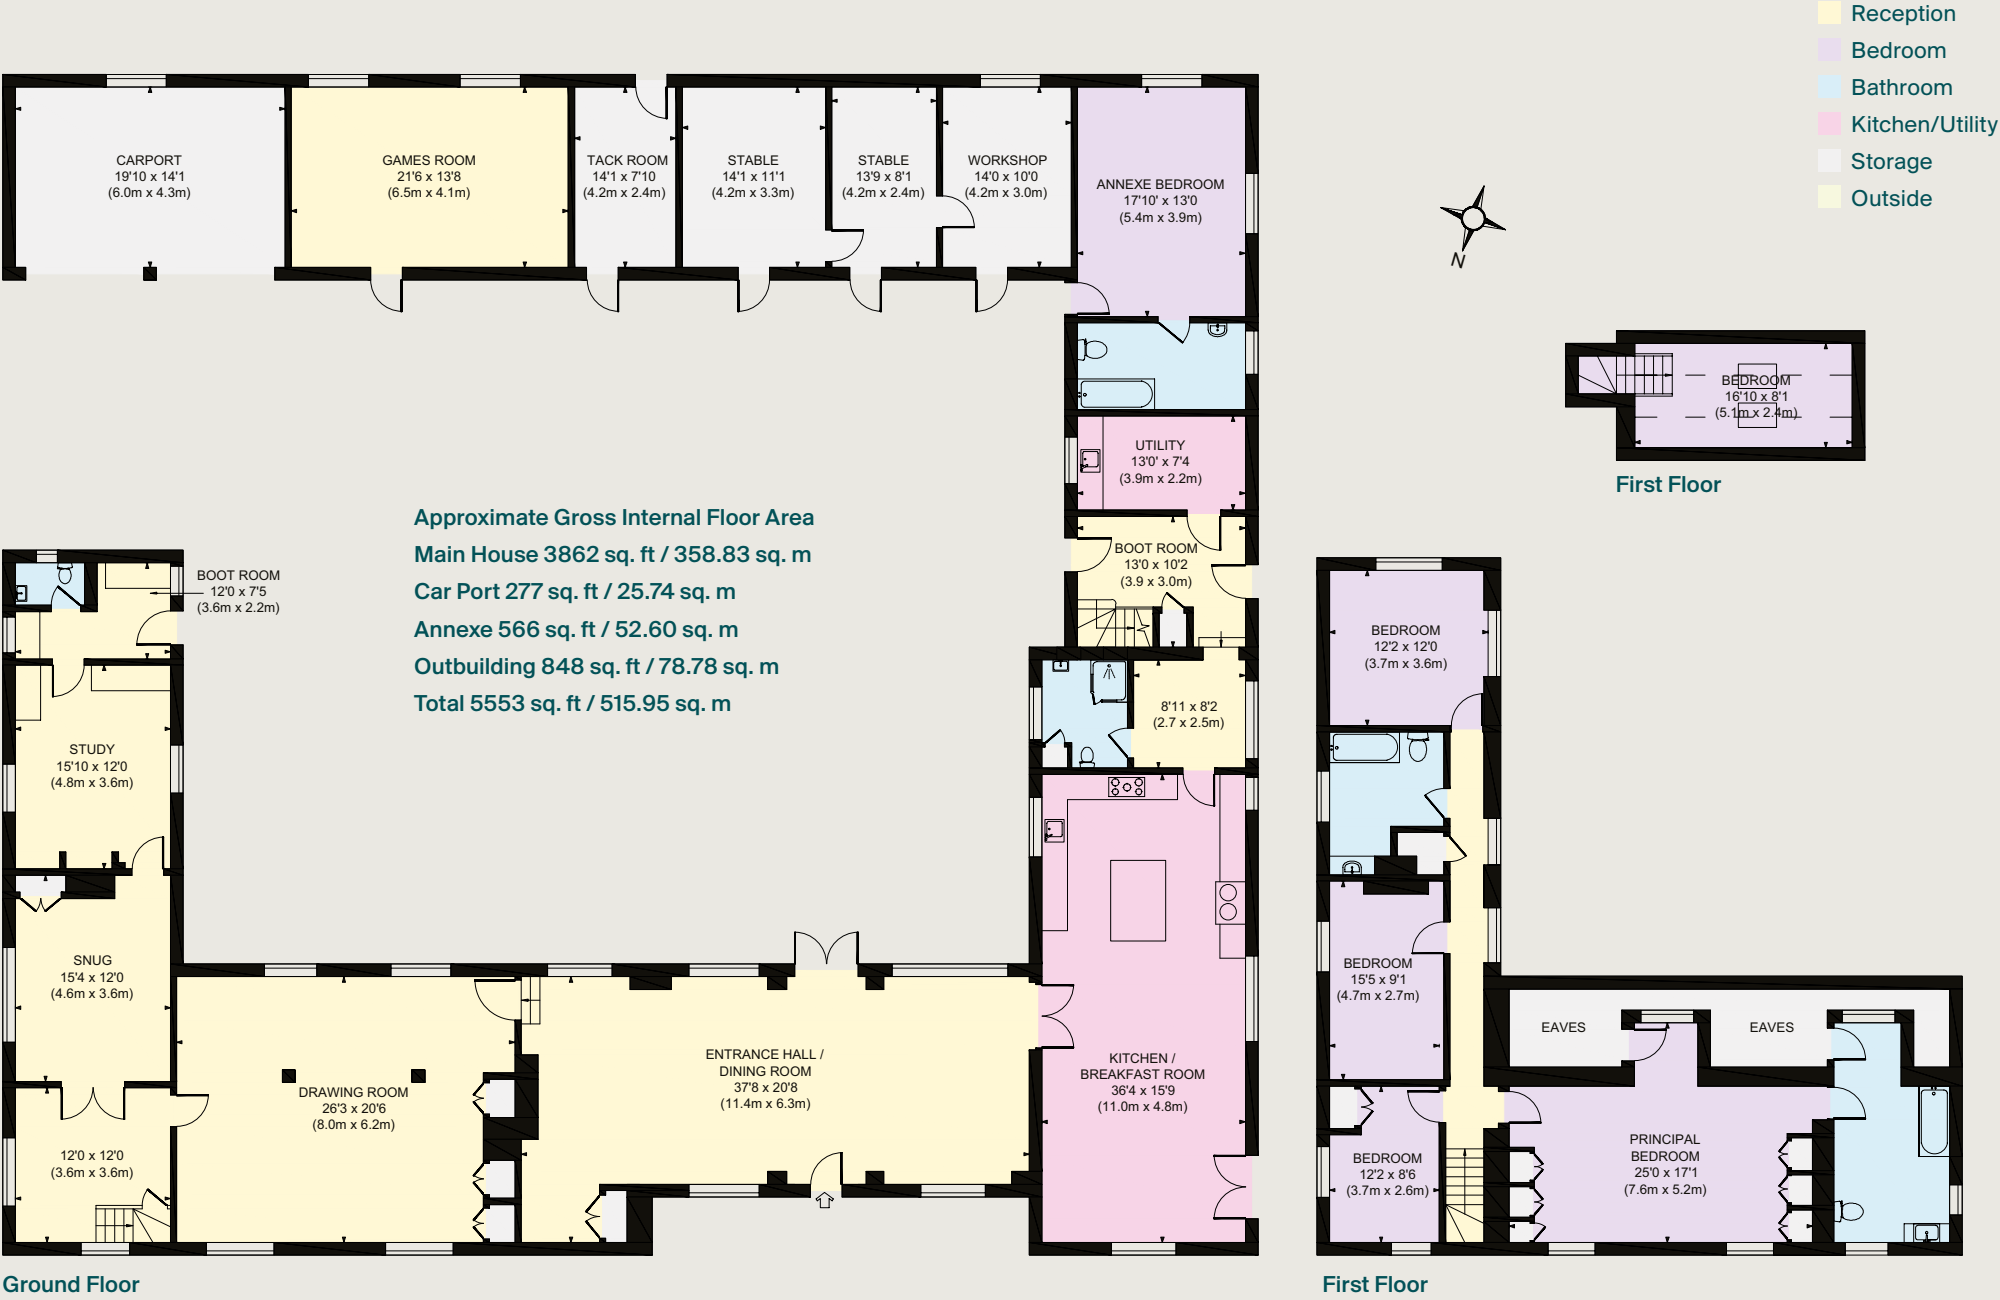 Reception
Bedroom
Bathroom
Kitchen/Utility
Storage
Outside
CARPORT
19'10 x 14'1
(6.0m x 4.3m)
GAMES ROOM
21'6 x 13'8
(6.5m x 4.1m)
TACK ROOM
14'1 x 7'10
(4.2m x 2.4m)
STABLE
14'1 x 11'1
(4.2m x 3.3m)
STABLE
13'9 x 8'1
(4.2m x 2.4m)
WORKSHOP
14'0 x 10'0
(4.2m x 3.0m)
ANNEXE BEDROOM
17'10' x 13'0
(5.4m x 3.9m)
N
BEDROOM
16'10 x 8'1
(5.1m x 2.4m)
First Floor
UTILITY
13'0' x 7'4
(3.9m x 2.2m)
BOOT ROOM
13'0 x 10'2
(3.9 x 3.0m)
8'11 x 8'2
(2.7 x 2.5m)
Approximate Gross Internal Floor Area
Main House 3862 sq. ft / 358.83 sq. m
Car Port 277 sq. ft / 25.74 sq. m
Annexe 566 sq. ft / 52.60 sq. m
Outbuilding 848 sq. ft / 78.78 sq. m
Total 5553 sq. ft / 515.95 sq. m
BOOT ROOM
12'0 x 7'5
(3.6m x 2.2m)
STUDY
15'10 x 12'0
(4.8m x 3.6m)
SNUG
15'4 x 12'0
(4.6m x 3.6m)
12'0 x 12'0
(3.6m x 3.6m)
DRAWING ROOM
26'3 x 20'6
(8.0m x 6.2m)
ENTRANCE HALL /
DINING ROOM
37'8 x 20'8
(11.4m x 6.3m)
KITCHEN /
BREAKFAST ROOM
36'4 x 15'9
(11.0m x 4.8m)
Ground Floor
BEDROOM
12'2 x 12'0
(3.7m x 3.6m)
BEDROOM
15'5 x 9'1
(4.7m x 2.7m)
BEDROOM
12'2 x 8'6
(3.7m x 2.6m)
EAVES
EAVES
PRINCIPAL
BEDROOM
25'0 x 17'1
(7.6m x 5.2m)
First Floor